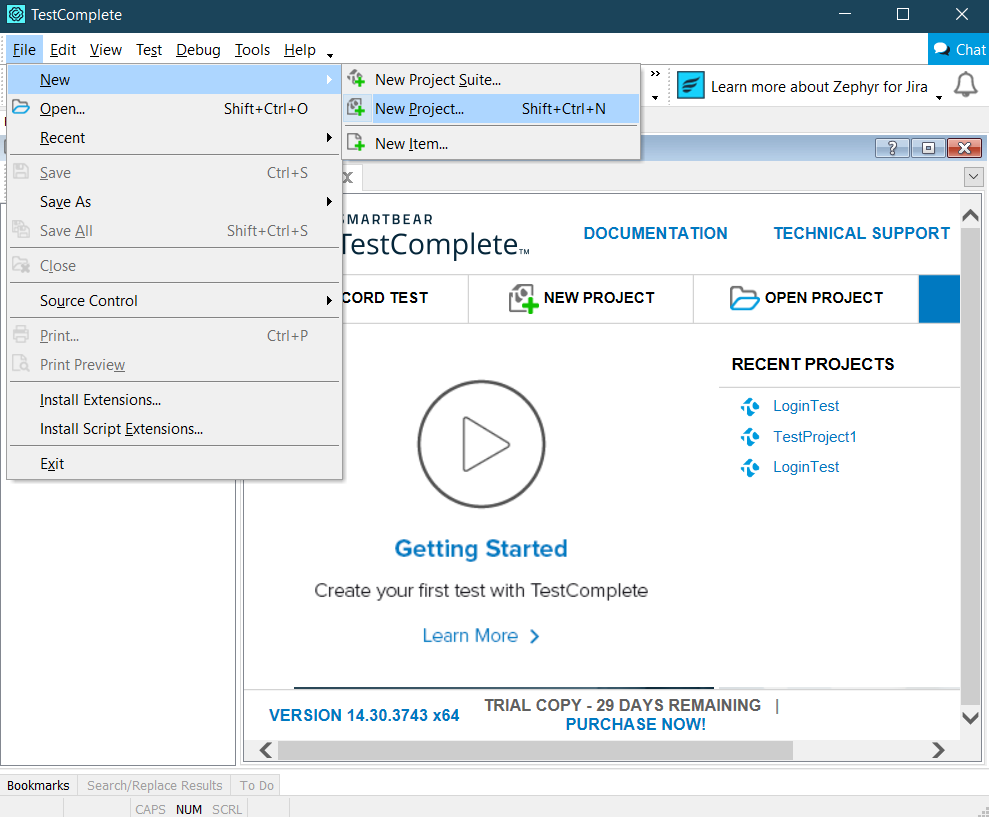 TestComplete
File Edit View Test Debug Tools Help
Chat
New
Open... Shift+Ctrl+O
Recent
Save Ctrl+S
Save As
Save All Shift+Ctrl+S
Close
Source Control
Print... Ctrl+P
Print Preview
Install Extensions...
Install Script Extensions...
Exit
New Project Suite...
New Project... Shift+Ctrl+N
New Item...
Learn more about Zephyr for Jira
SMARTBEAR
TestComplete™
DOCUMENTATION TECHNICAL SUPPORT
CORD TEST NEW PROJECT OPEN PROJECT
RECENT PROJECTS
LoginTest
TestProject1
LoginTest
Getting Started
Create your first test with TestComplete
Learn More
VERSION 14.30.3743 x64
TRIAL COPY - 29 DAYS REMAINING |
PURCHASE NOW!
Bookmarks Search/Replace Results To Do
CAPS NUM SCRL